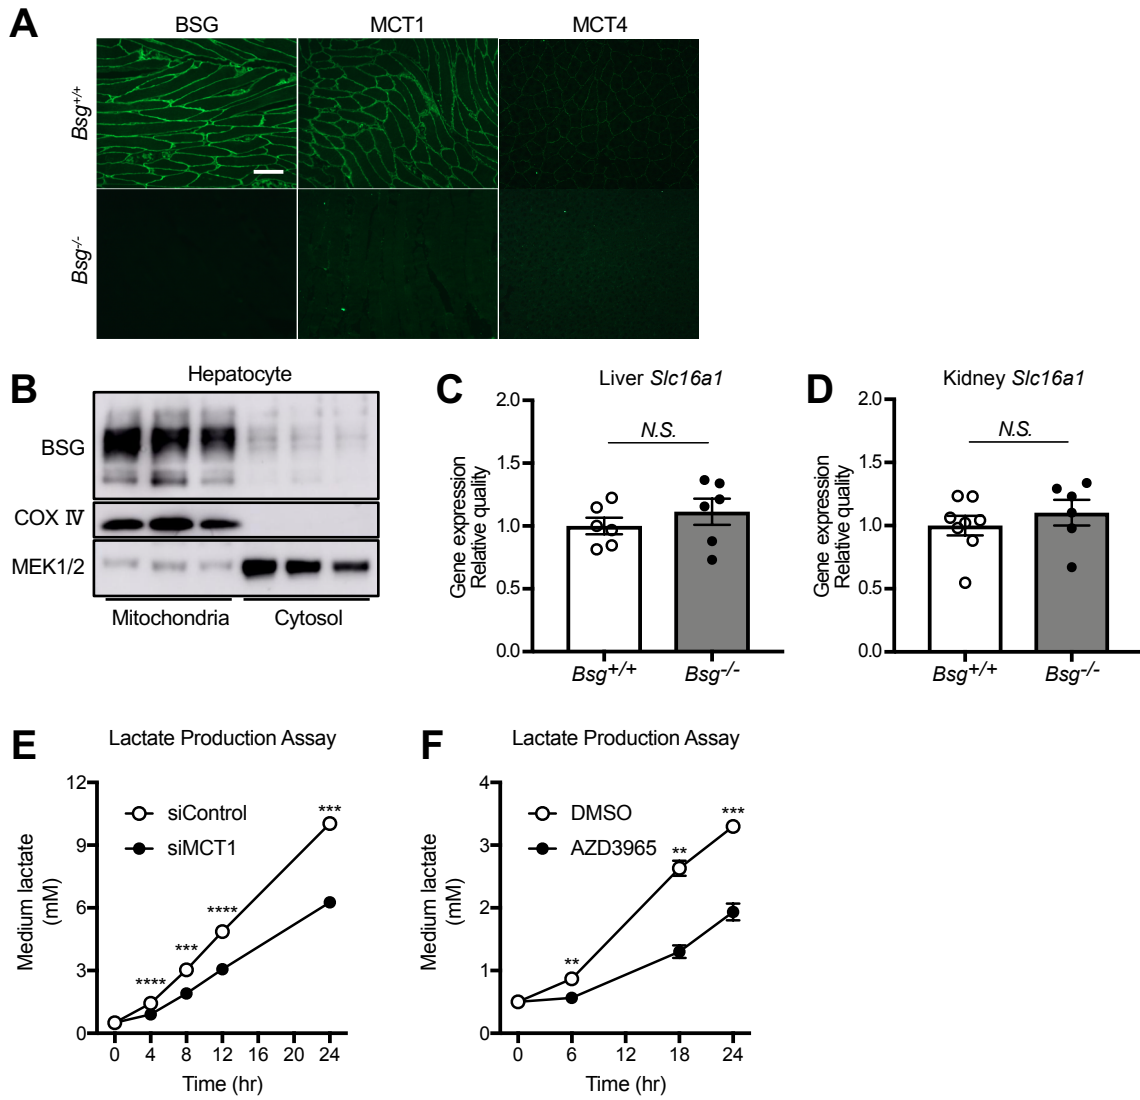 A
BSG MCT1 MCT4
Bsg+/+
Bsg-/-
B
Hepatocyte
BSG
COX IV
MEK1/2
Mitochondria Cytosol
C
Liver Slc16a1
Gene expression
Relative quality
2.0
1.5
1.0
0.5
0.0
N.S.
Bsg+/+ Bsg-/-
D
Kidney Slc16a1
Gene expression
Relative quality
2.0
1.5
1.0
0.5
0.0
N.S.
Bsg+/+ Bsg-/-
E
Lactate Production Assay
Medium lactate
(mM)
12
9
6
3
0
siControl
siMCT1
****
***
****
***
0 4 8 12 16 20 24
Time (hr)
F
Lactate Production Assay
Medium lactate
(mM)
4
3
2
1
0
DMSO
AZD3965
**
**
***
0 6 12 18 24
Time (hr)